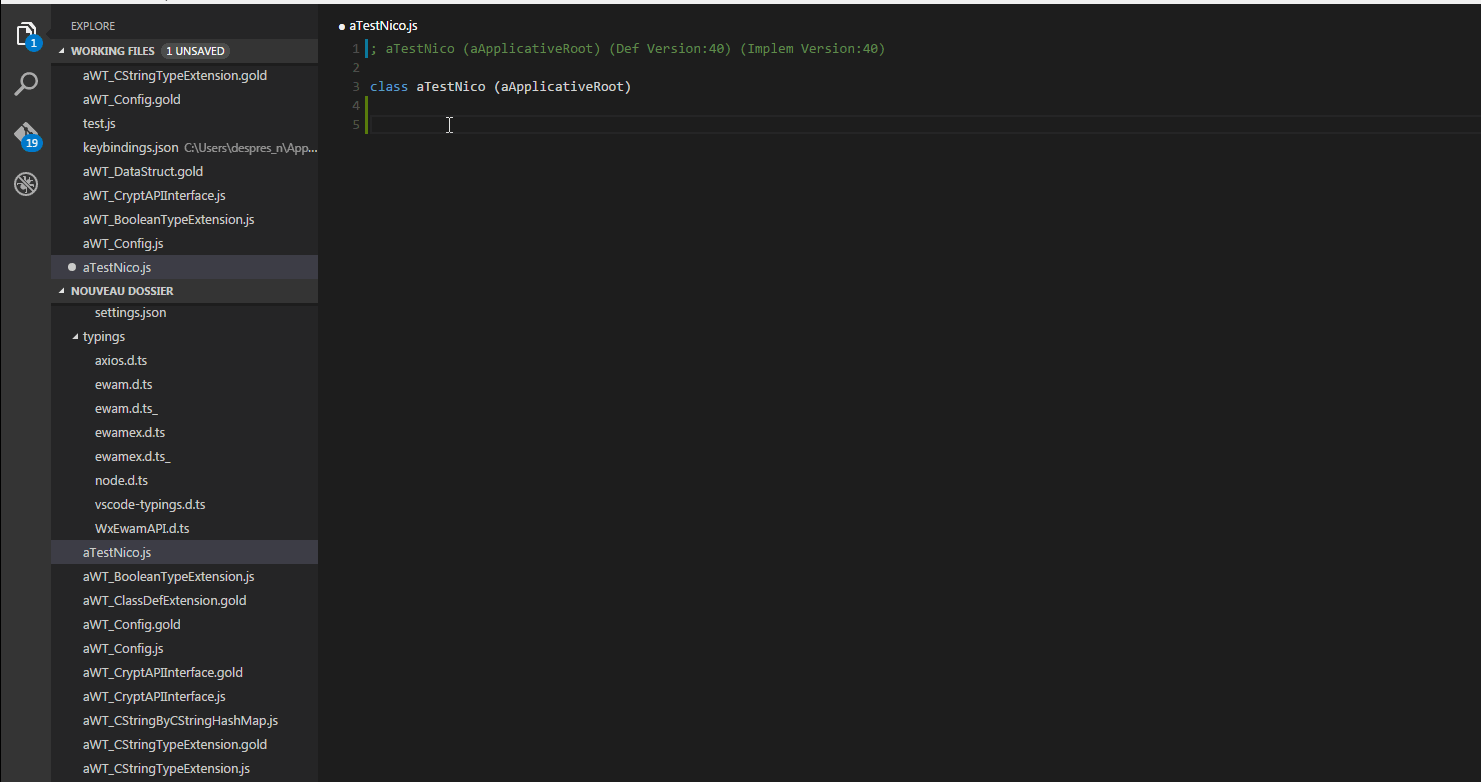 EXPLORE
WORKING FILES 1 UNSAVED
aWT_CStringTypeExtension.gold
aWT_Config.gold
test.js
keybindings.json C:\Users\despres_n\App...
aWT_DataStruct.gold
aWT_CryptAPIInterface.js
aWT_BooleanTypeExtension.js
aWT_Config.js
aTestNico.js
NOUVEAU DOSSIER
settings.json
typings
axios.d.ts
ewam.d.ts
ewam.d.ts_
ewamex.d.ts
ewamex.d.ts_
node.d.ts
vscode-typings.d.ts
WxEwamAPI.d.ts
aTestNico.js
aWT_BooleanTypeExtension.js
aWT_ClassDefExtension.gold
aWT_Config.gold
aWT_Config.js
aWT_CryptAPIInterface.gold
aWT_CryptAPIInterface.js
aWT_CStringByCStringHashMap.js
aWT_CStringTypeExtension.gold
aWT_CStringTypeExtension.js
1
19
aTestNico.js
1 ; aTestNico (aApplicativeRoot) (Def Version:40) (Implem Version:40)
2
3 class aTestNico (aApplicativeRoot)
4
5